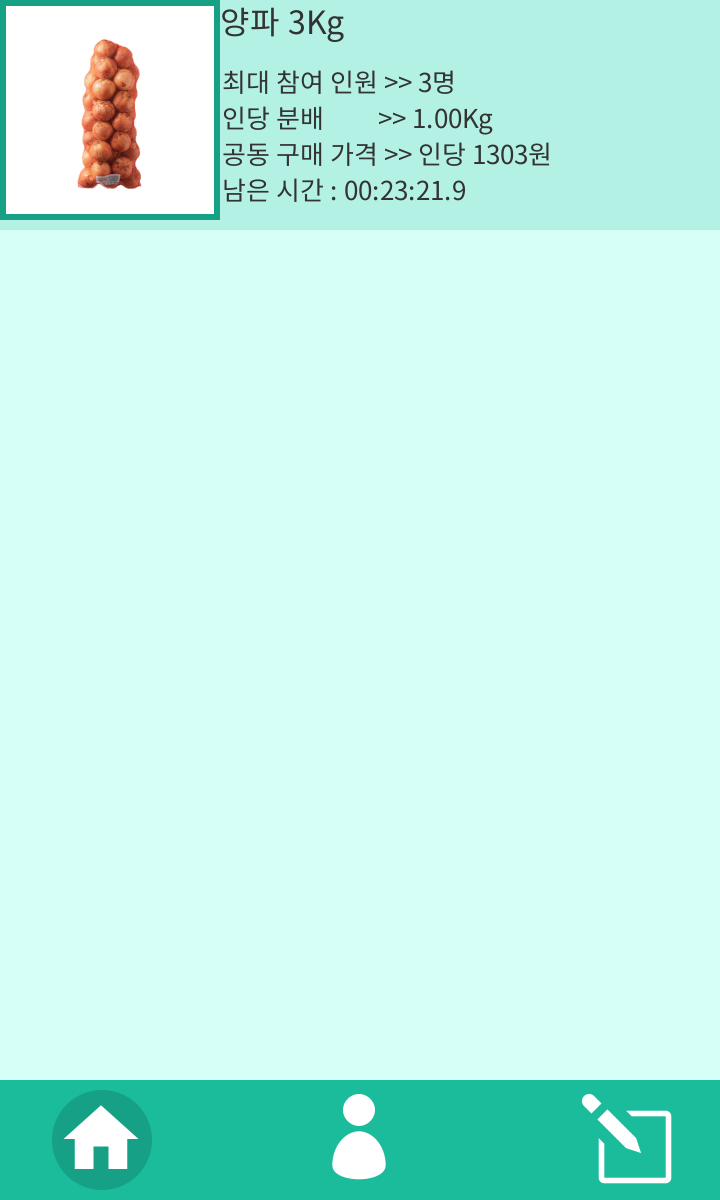 양파 3Kg
최대 참여 인원 >> 3명
인당 분배 >> 1.00Kg
공동 구매 가격 >> 인당 1303원
남은 시간 : 00:23:21.9